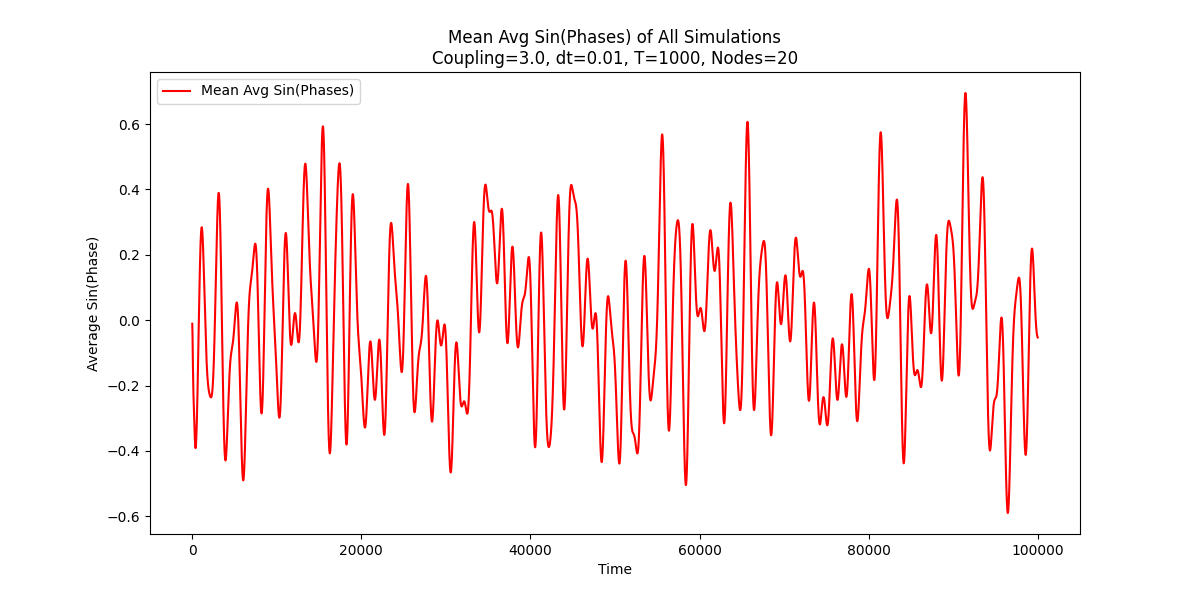 Mean Avg Sin(Phases) of All Simulations
Coupling=3.0, dt=0.01, T=1000, Nodes=20
Mean Avg Sin(Phases)
Average Sin(Phase)
0.6
0.4
0.2
0.0
−0.2
−0.4
−0.6
0 20000 40000 60000 80000 100000
Time